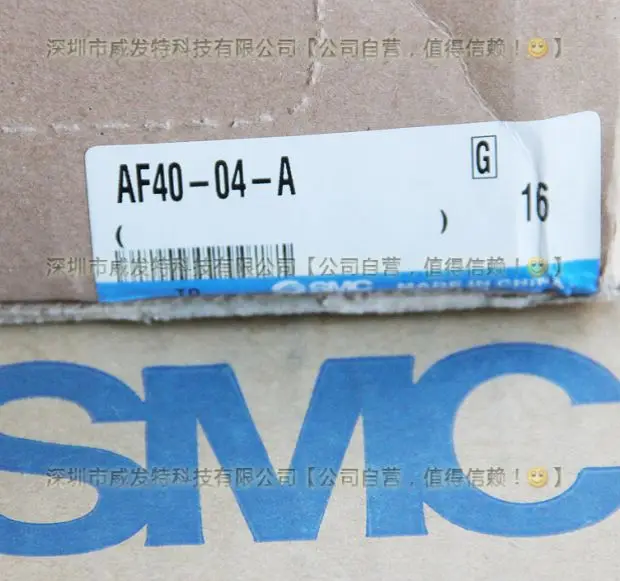 深圳市威发特科技有限公司【公司自营，值得信赖！😊】
AF40-04-A
G
16
( )
深圳市威发特科技有限公司【公司自营，值得信赖！😊】
SMC MADE IN CHINA
SMC
深圳市威发特科技有限公司【公司自营，值得信赖！😊】